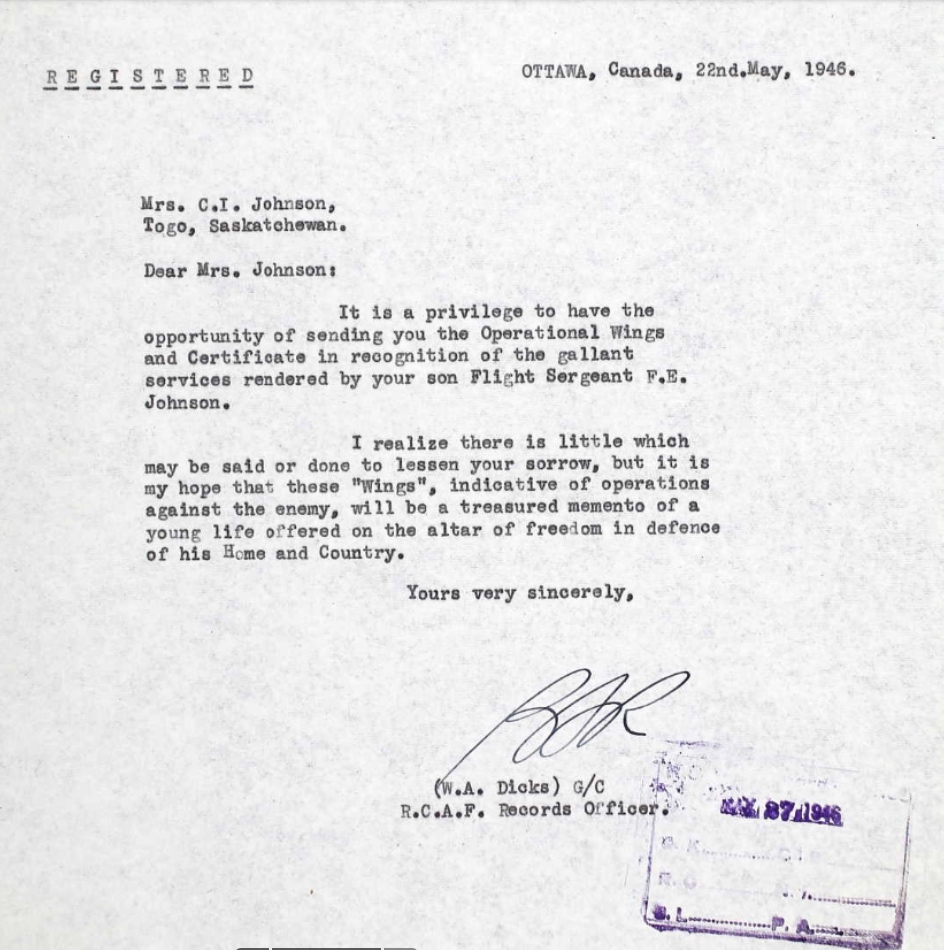 REGISTERED
OTTAWA, Canada, 22nd.May, 1946.
Mrs. C.I. Johnson,
Togo, Saskatchewan.
Dear Mrs. Johnson:
It is a privilege to have the
opportunity of sending you the Operational Wings
and Certificate in recognition of the gallant
services rendered by your son Flight Sergeant F.E.
Johnson.
I realize there is little which
may be said or done to lessen your sorrow, but it is
my hope that these "Wings", indicative of operations
against the enemy, will be a treasured memento of a
young life offered on the altar of freedom in defence
of his Home and Country.
Yours very sincerely,
(W.A. Dicks) G/C
R.C.A.F. Records Officer.
MAY 27 1946
P. A.